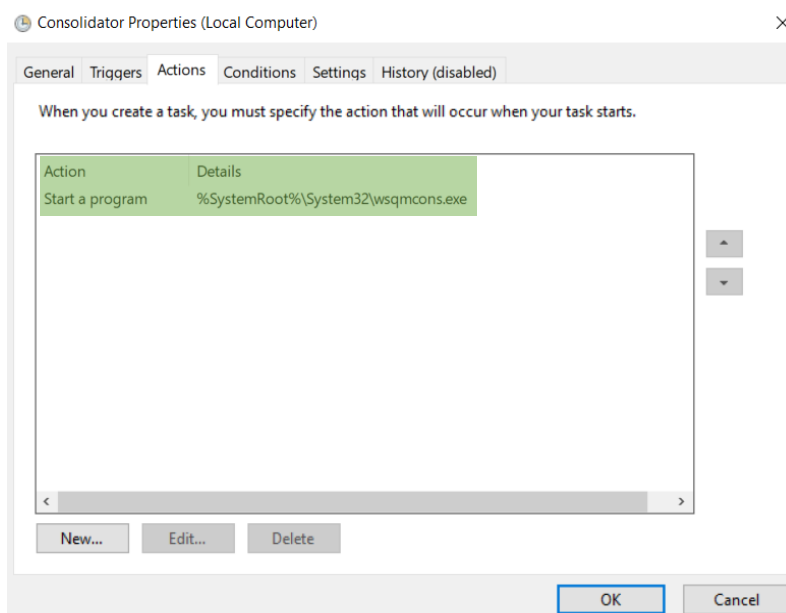 Consolidator Properties (Local Computer)
General Triggers Actions Conditions Settings History (disabled)
When you create a task, you must specify the action that will occur when your task starts.
Action Details
Start a program %SystemRoot%\System32\wsqmcons.exe
New... Edit... Delete
OK Cancel